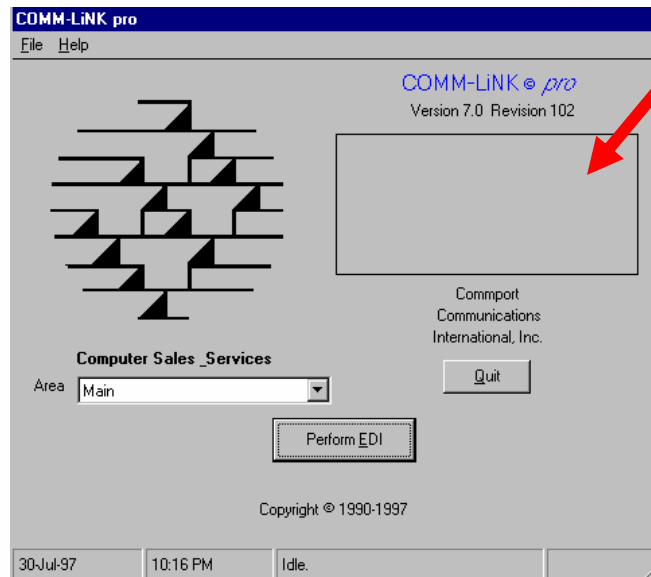 COMM-LiNK pro
File Help
COMM-LiNK © pro
Version 7.0 Revision 102
Commport
Communications
International, Inc.
Computer Sales _Services
Quit
Area Main
Perform EDI
Copyright © 1990-1997
30-Jul-97 10:16 PM Idle.